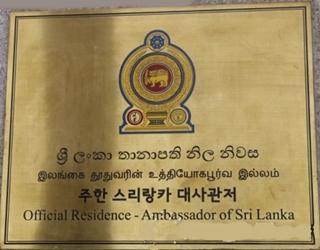 ශ්‍රී ලංකා තානාපති නිල නිවස
இலங்கை தூதுவரின் உத்தியோகபூர்வ இல்லம்
주한 스리랑카 대사관저
Official Residence - Ambassador of Sri Lanka